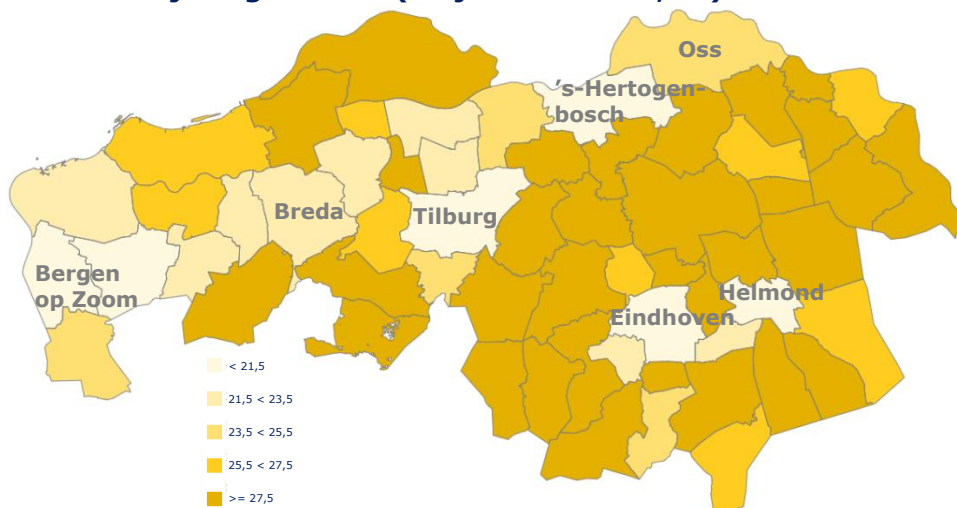 Oss
's-Hertogen-
bosch
Breda
Tilburg
Bergen
op Zoom
Helmond
Eindhoven
< 21,5
21,5 < 23,5
23,5 < 25,5
25,5 < 27,5
>= 27,5